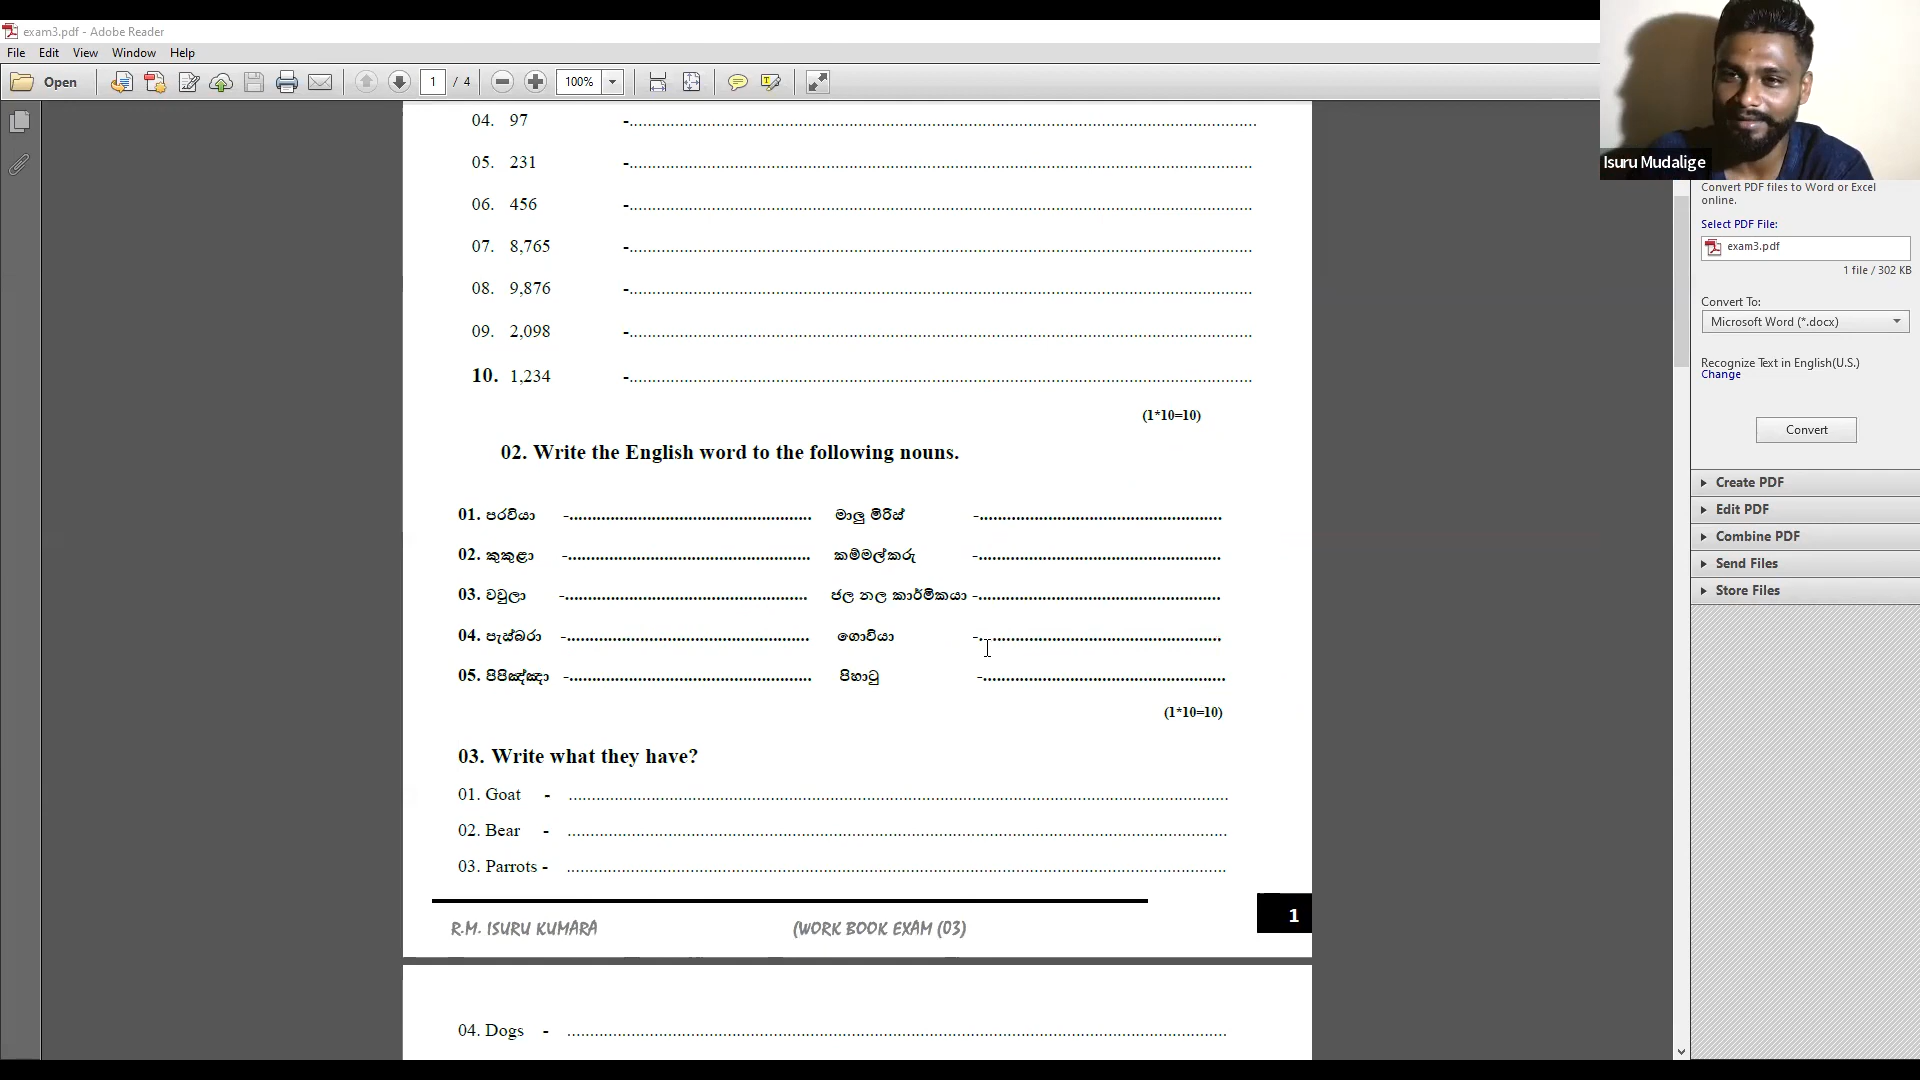 exam3.pdf - Adobe Reader
File Edit View Window Help
Open 1 / 4 100%
Isuru Mudalige
04. 97 -..........
05. 231 -..........
06. 456 -..........
07. 8,765 -..........
08. 9,876 -..........
09. 2,098 -..........
10. 1,234 -..........
(1*10=10)
02. Write the English word to the following nouns.
01. පරවියා -.......... මාලු මිරිස් -..........
02. කුකුළා -.......... කම්මල්කරු -..........
03. වවුලා -.......... ජල නල කාර්මිකයා -..........
04. පැස්බරා -.......... ගොවියා -..........
05. පිපිඤ්ඤා -.......... පිහාටු -..........
(1*10=10)
03. Write what they have?
01. Goat - ..........
02. Bear - ..........
03. Parrots - ..........
R.M. ISURU KUMARA (WORK BOOK EXAM (03) 1
04. Dogs - ..........
Convert PDF files to Word or Excel
online.
Select PDF File:
exam3.pdf
1 file / 302 KB
Convert To:
Microsoft Word (*.docx)
Recognize Text in English(U.S.)
Change
Convert
Create PDF
Edit PDF
Combine PDF
Send Files
Store Files